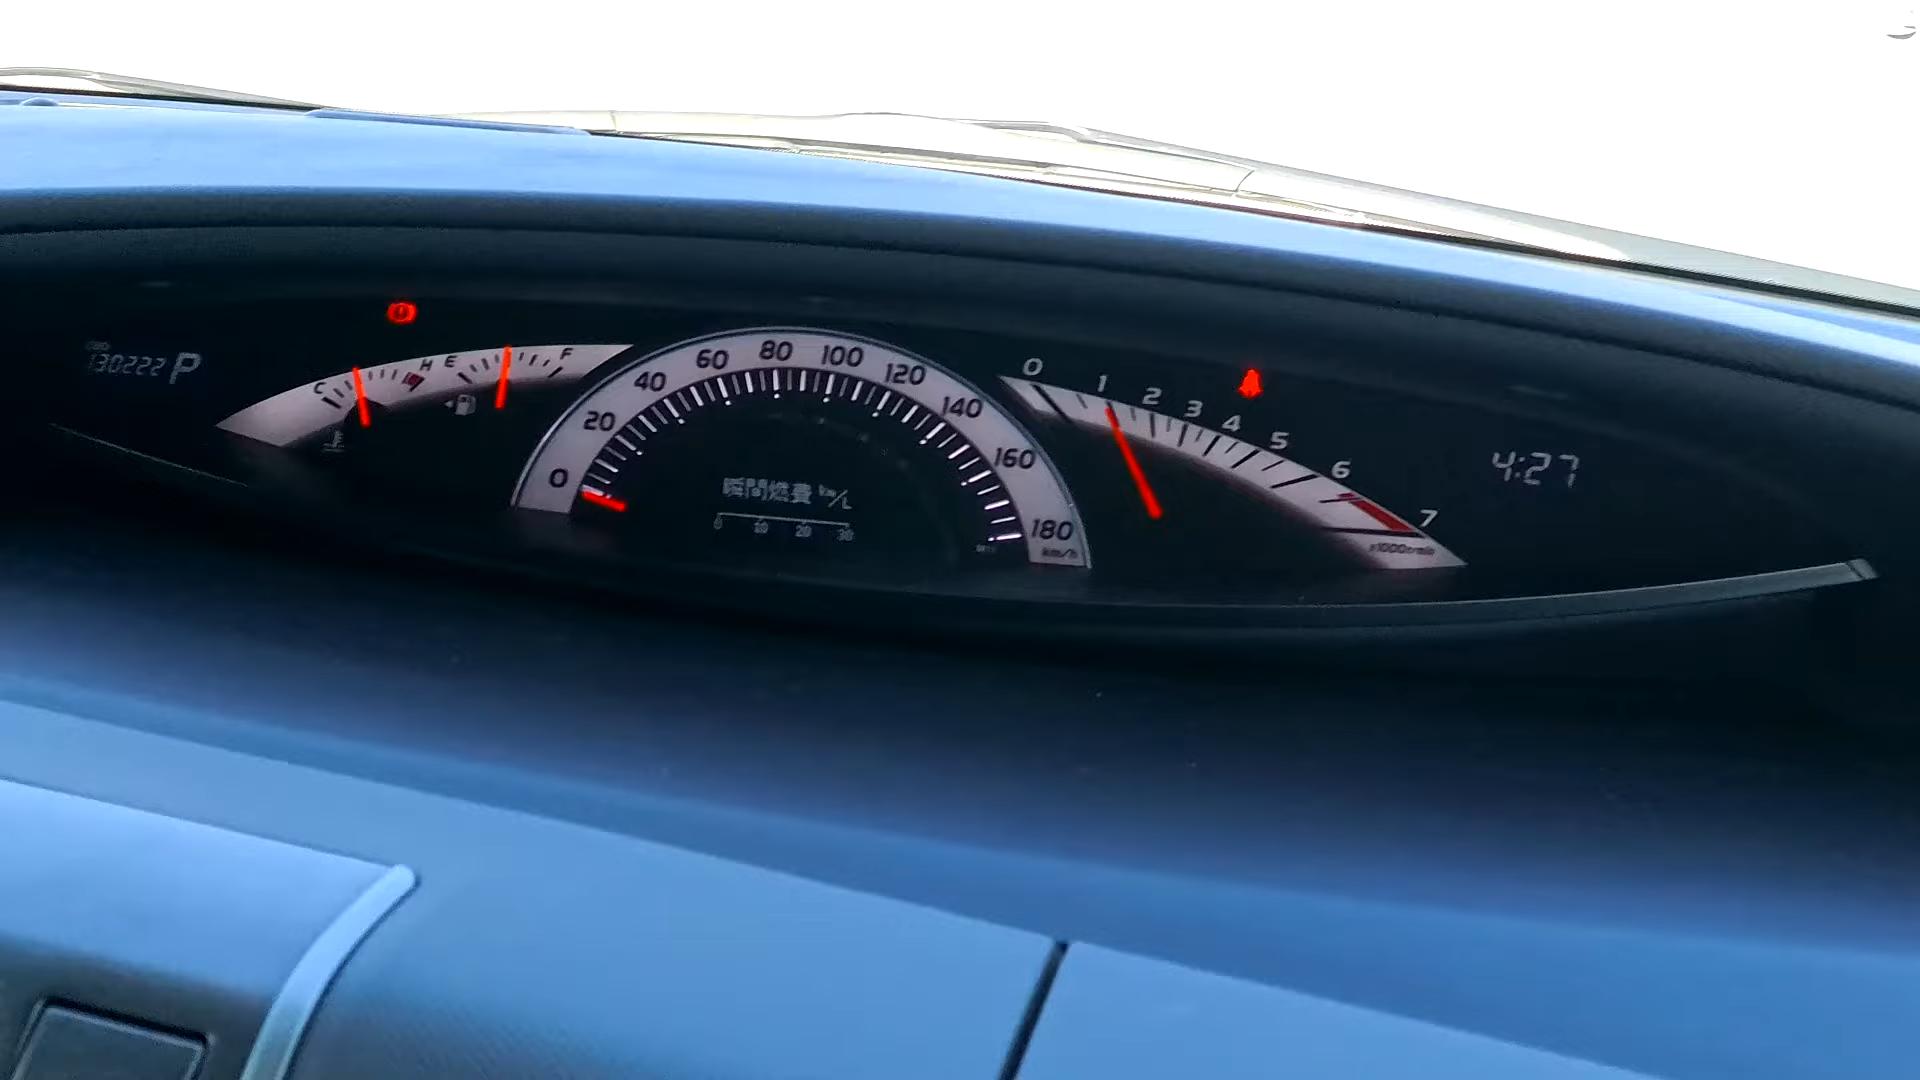 ODO
130222 P
C H E F
0 20 40 60 80 100 120 140 160 180
km/h
瞬間燃費 km/L
0 10 20 30
0 1 2 3 4 5 6 7
x1000r/min
4:27